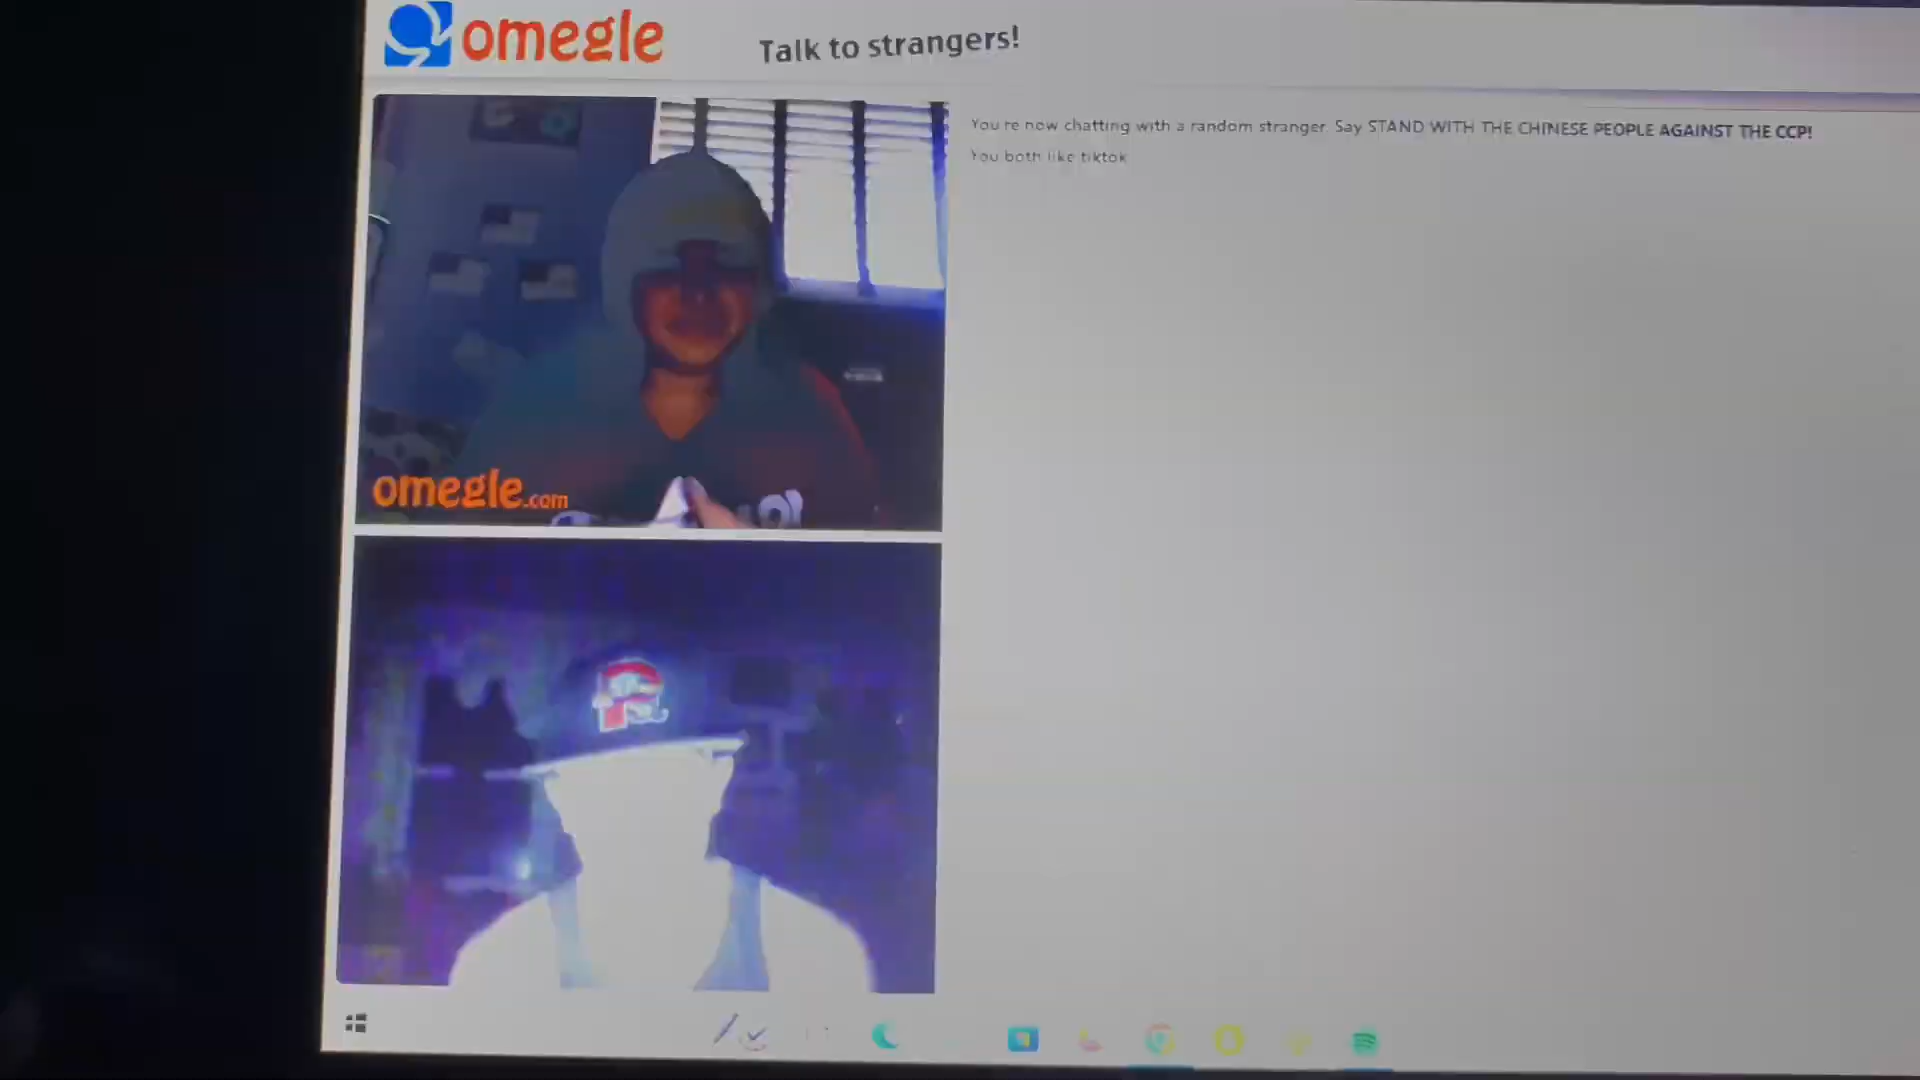 omegle
Talk to strangers!
You're now chatting with a random stranger. Say STAND WITH THE CHINESE PEOPLE AGAINST THE CCP!
You both like tiktok
omegle.com